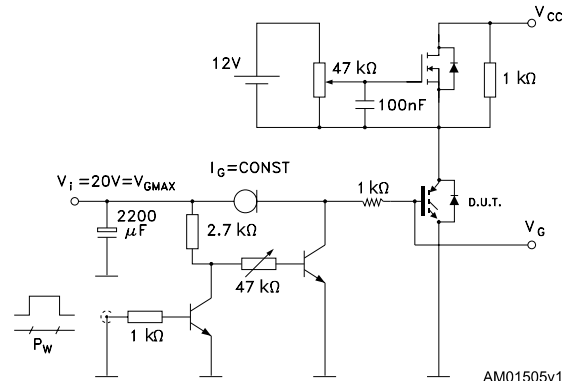 V_CC
12V
47 kΩ
1 kΩ
100nF
I_G=CONST
V_i =20V=V_GMAX
1 kΩ
D.U.T.
2200
μF
2.7 kΩ
V_G
47 kΩ
1 kΩ
P_W
AM01505v1